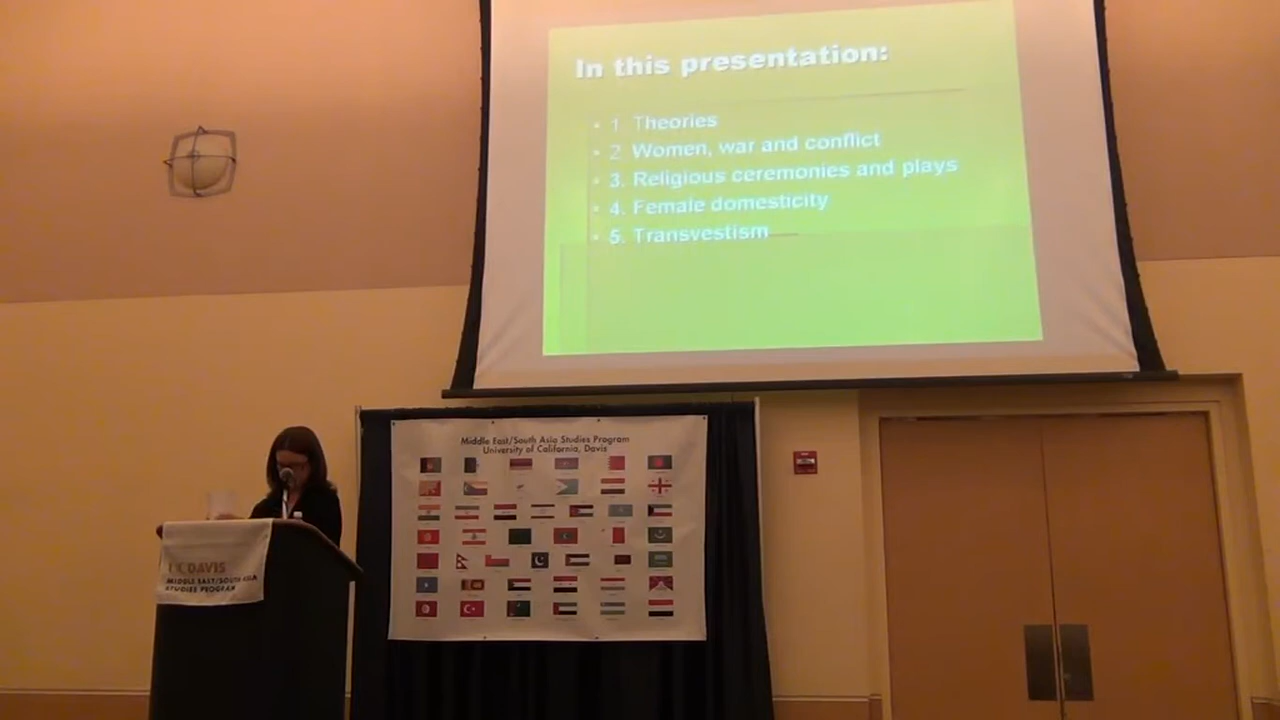 In this presentation:
• 1 Theories
• 2 Women, war and conflict
• 3. Religious ceremonies and plays
• 4. Female domesticity
• 5. Transvestism
Middle East/South Asia Studies Program
University of California, Davis
UC DAVIS
MIDDLE EAST/SOUTH ASIA
STUDIES PROGRAM